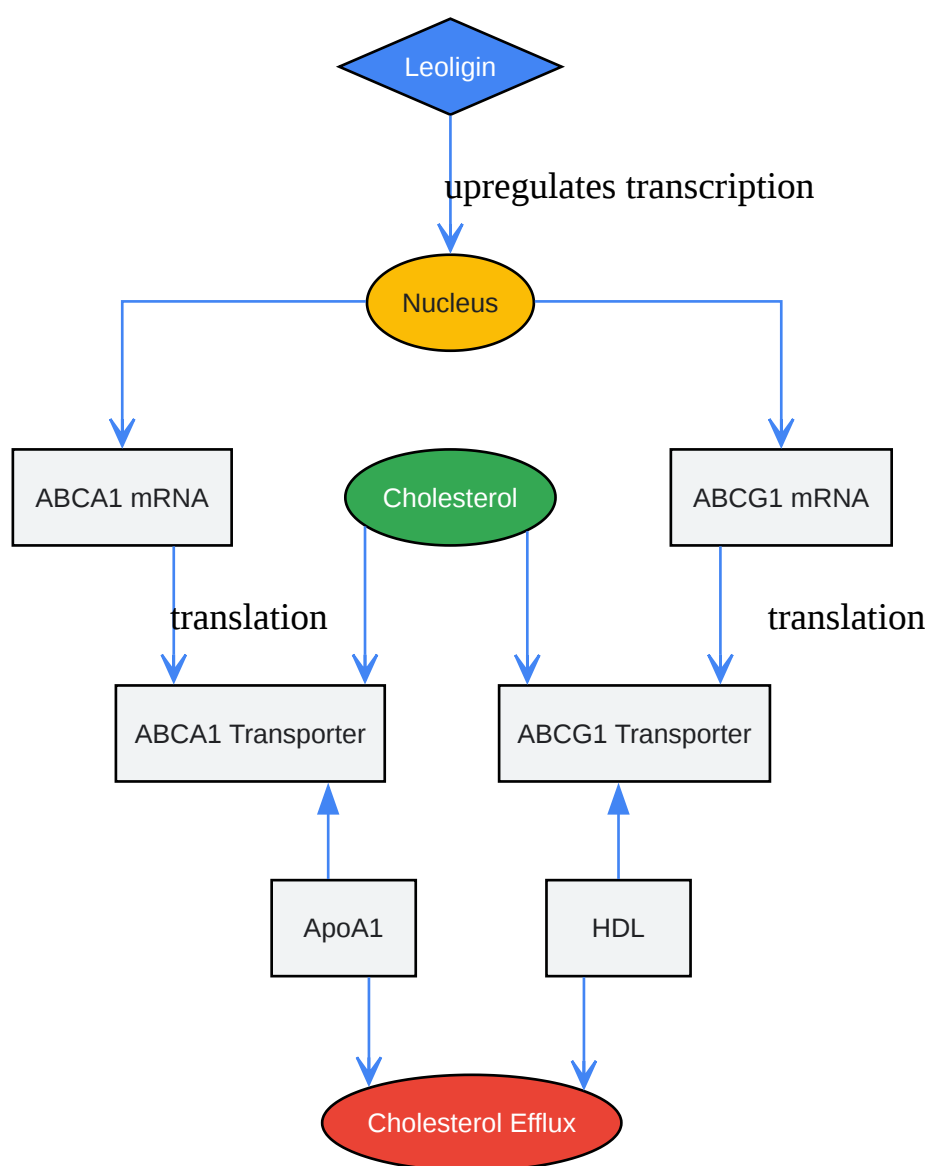 Leoligin
upregulates transcription
Nucleus
ABCA1 mRNA
Cholesterol
ABCG1 mRNA
translation
translation
ABCA1 Transporter
ABCG1 Transporter
ApoA1
HDL
Cholesterol Efflux